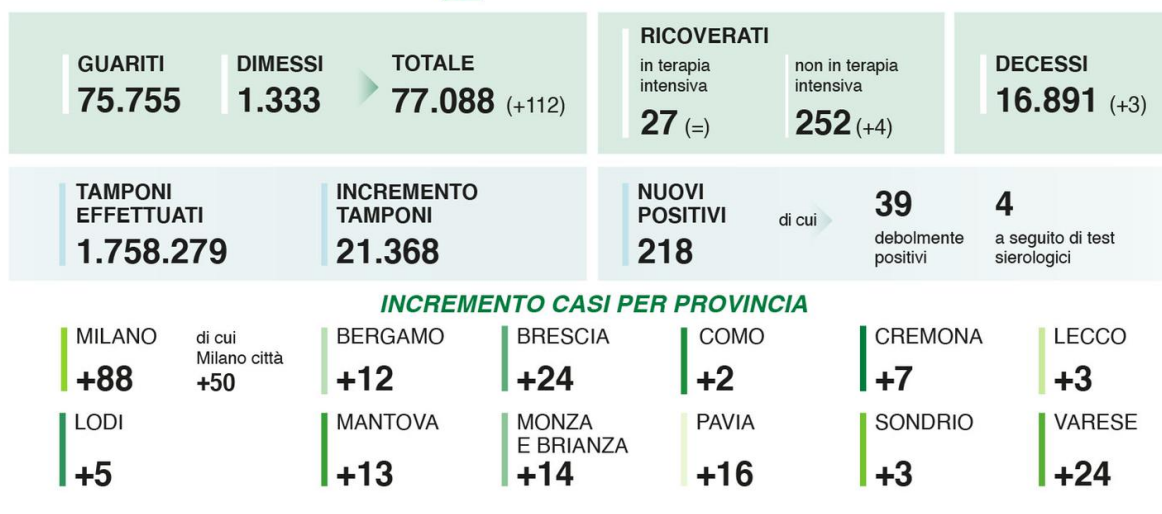 GUARITI
75.755
DIMESSI
1.333
TOTALE
77.088 (+112)
RICOVERATI
in terapia
intensiva
27 (=)
non in terapia
intensiva
252 (+4)
DECESSI
16.891 (+3)
TAMPONI
EFFETTUATI
1.758.279
INCREMENTO
TAMPONI
21.368
NUOVI
POSITIVI
218
di cui
39
debolmente
positivi
4
a seguito di test
sierologici
INCREMENTO CASI PER PROVINCIA
MILANO
+88
di cui
Milano città
+50
BERGAMO
+12
BRESCIA
+24
COMO
+2
CREMONA
+7
LECCO
+3
LODI
+5
MANTOVA
+13
MONZA
E BRIANZA
+14
PAVIA
+16
SONDRIO
+3
VARESE
+24